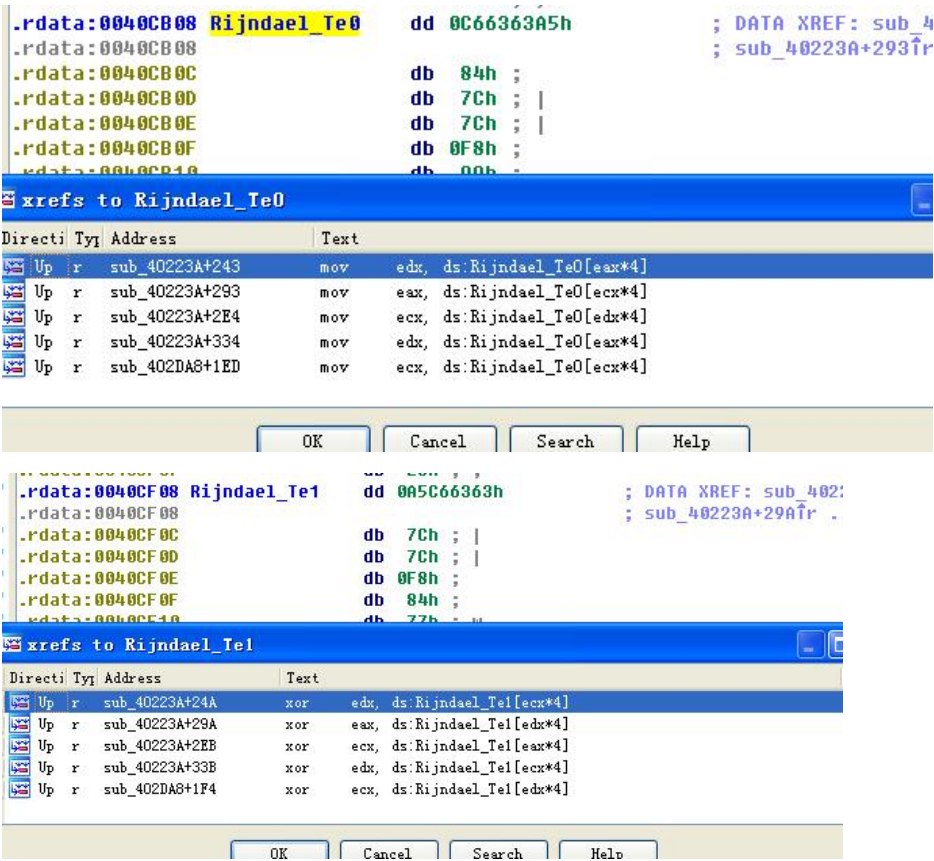 .rdata:0040CB08 Rijndael_Te0 dd 0C66363A5h ; DATA XREF: sub_4
.rdata:0040CB08 ; sub_40223A+293↑r
.rdata:0040CB0C db 84h ;
.rdata:0040CB0D db 7Ch ; |
.rdata:0040CB0E db 7Ch ; |
.rdata:0040CB0F db 0F8h ;
xrefs to Rijndael_Te0
Directi Typ Address Text
Up r sub_40223A+243 mov edx, ds:Rijndael_Te0[eax*4]
Up r sub_40223A+293 mov eax, ds:Rijndael_Te0[ecx*4]
Up r sub_40223A+2E4 mov ecx, ds:Rijndael_Te0[edx*4]
Up r sub_40223A+334 mov edx, ds:Rijndael_Te0[eax*4]
Up r sub_402DA8+1ED mov ecx, ds:Rijndael_Te0[ecx*4]
OK Cancel Search Help
.rdata:0040CF08 Rijndael_Te1 dd 0A5C66363h ; DATA XREF: sub_402
.rdata:0040CF08 ; sub_40223A+29A↑r .
.rdata:0040CF0C db 7Ch ; |
.rdata:0040CF0D db 7Ch ; |
.rdata:0040CF0E db 0F8h ;
.rdata:0040CF0F db 84h ;
xrefs to Rijndael_Te1
Directi Typ Address Text
Up r sub_40223A+24A xor edx, ds:Rijndael_Te1[ecx*4]
Up r sub_40223A+29A xor eax, ds:Rijndael_Te1[edx*4]
Up r sub_40223A+2EB xor ecx, ds:Rijndael_Te1[eax*4]
Up r sub_40223A+33B xor edx, ds:Rijndael_Te1[ecx*4]
Up r sub_402DA8+1F4 xor ecx, ds:Rijndael_Te1[edx*4]
OK Cancel Search Help